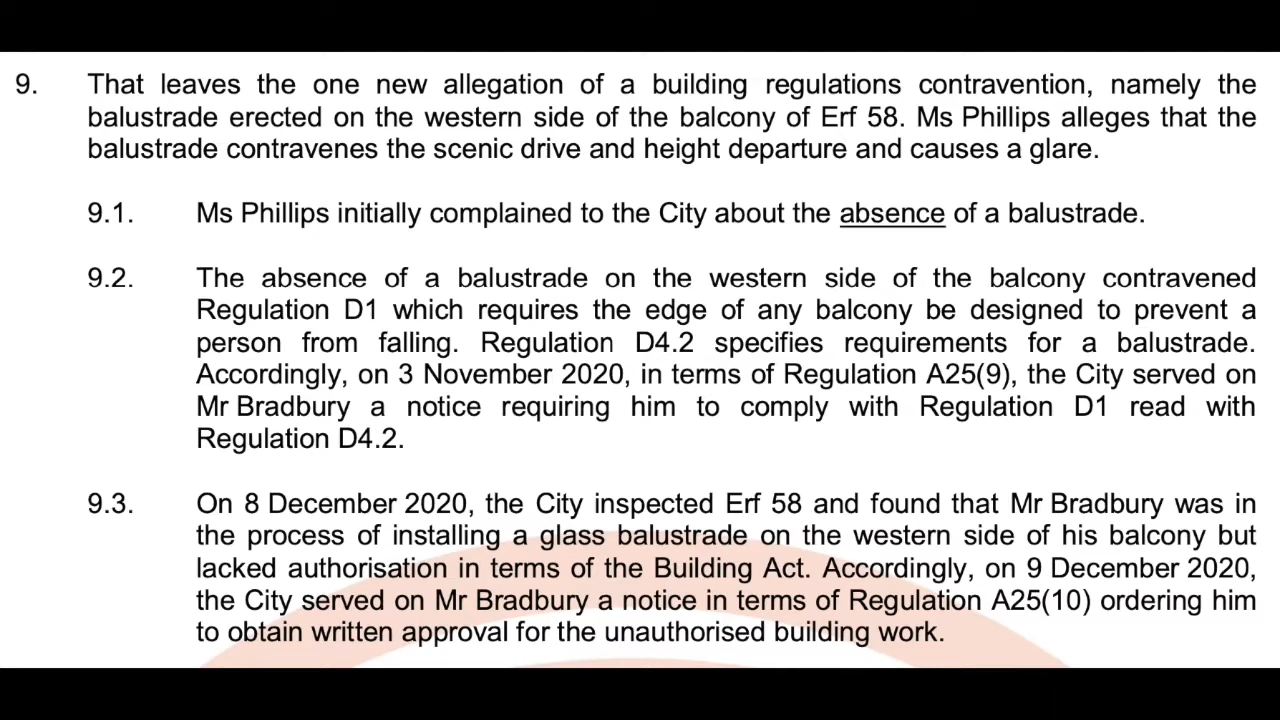 9. That leaves the one new allegation of a building regulations contravention, namely the
balustrade erected on the western side of the balcony of Erf 58. Ms Phillips alleges that the
balustrade contravenes the scenic drive and height departure and causes a glare.
9.1. Ms Phillips initially complained to the City about the absence of a balustrade.
9.2. The absence of a balustrade on the western side of the balcony contravened
Regulation D1 which requires the edge of any balcony be designed to prevent a
person from falling. Regulation D4.2 specifies requirements for a balustrade.
Accordingly, on 3 November 2020, in terms of Regulation A25(9), the City served on
Mr Bradbury a notice requiring him to comply with Regulation D1 read with
Regulation D4.2.
9.3. On 8 December 2020, the City inspected Erf 58 and found that Mr Bradbury was in
the process of installing a glass balustrade on the western side of his balcony but
lacked authorisation in terms of the Building Act. Accordingly, on 9 December 2020,
the City served on Mr Bradbury a notice in terms of Regulation A25(10) ordering him
to obtain written approval for the unauthorised building work.